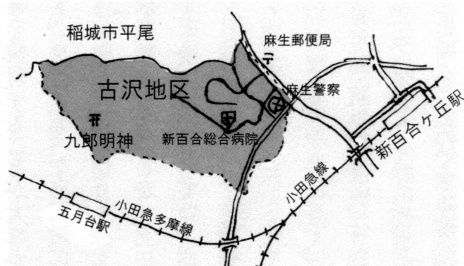 稲城市平尾
麻生郵便局
古沢地区
麻生警察
九郎明神
新百合総合病院
新百合ヶ丘駅
小田急線
小田急多摩線
五月台駅